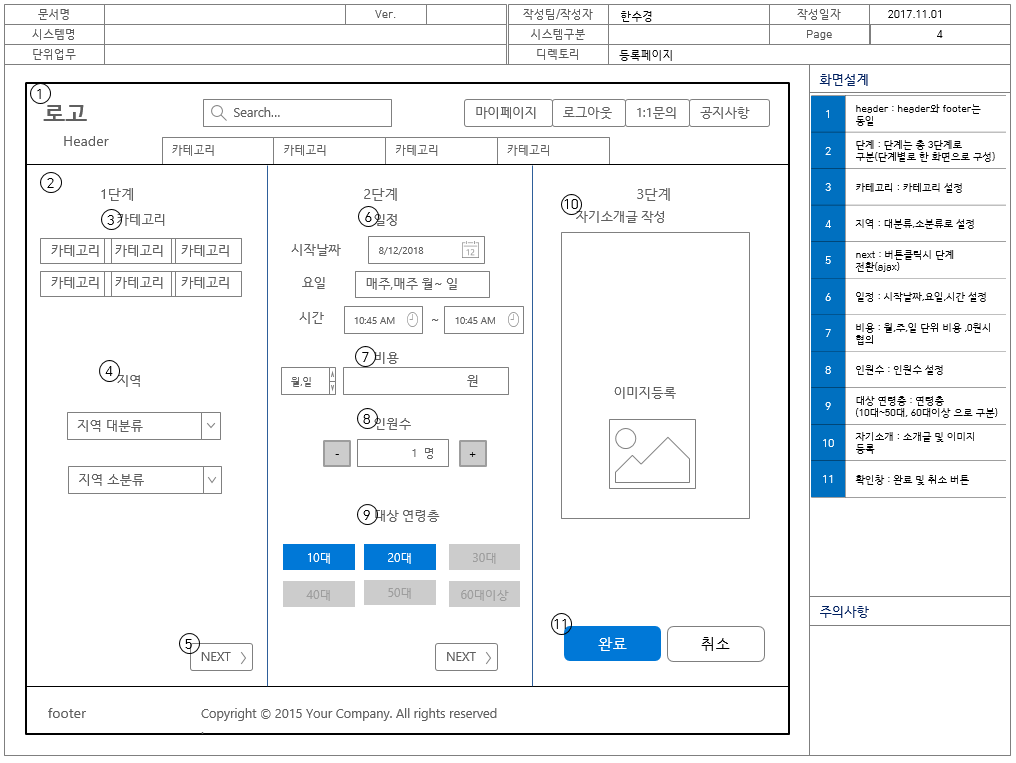 문서명 Ver. 작성팀/작성자 한수경 작성일자 2017.11.01
시스템명 시스템구분 Page 4
단위업무 디렉토리 등록페이지
1
로고
Header
Search...
마이페이지 로그아웃 1:1문의 공지사항
카테고리 카테고리 카테고리 카테고리
2
1단계
3 카테고리
카테고리 카테고리 카테고리
카테고리 카테고리 카테고리
4 지역
지역 대분류
지역 소분류
5
NEXT
2단계
6 일정
시작날짜 8/12/2018 12
요일 매주,매주 월~ 일
시간 10:45 AM ~ 10:45 AM
7 비용
월,일 원
8 인원수
- 1 명 +
9 대상 연령층
10대 20대 30대
40대 50대 60대이상
NEXT
3단계
10 자기소개글 작성
이미지등록
11
완료 취소
footer Copyright © 2015 Your Company. All rights reserved
.
화면설계
1 header : header와 footer는
동일
2 단계 : 단계는 총 3단계로
구분(단계별로 한 화면으로 구성)
3 카테고리 : 카테고리 설정
4 지역 : 대분류,소분류로 설정
5 next : 버튼클릭시 단계
전환(ajax)
6 일정 : 시작날짜,요일,시간 설정
7 비용 : 월,주,일 단위 비용 ,0원시
협의
8 인원수 : 인원수 설정
9 대상 연령층 : 연령층
(10대~50대, 60대이상 으로 구분)
10 자기소개 : 소개글 및 이미지
등록
11 확인창 : 완료 및 취소 버튼
주의사항